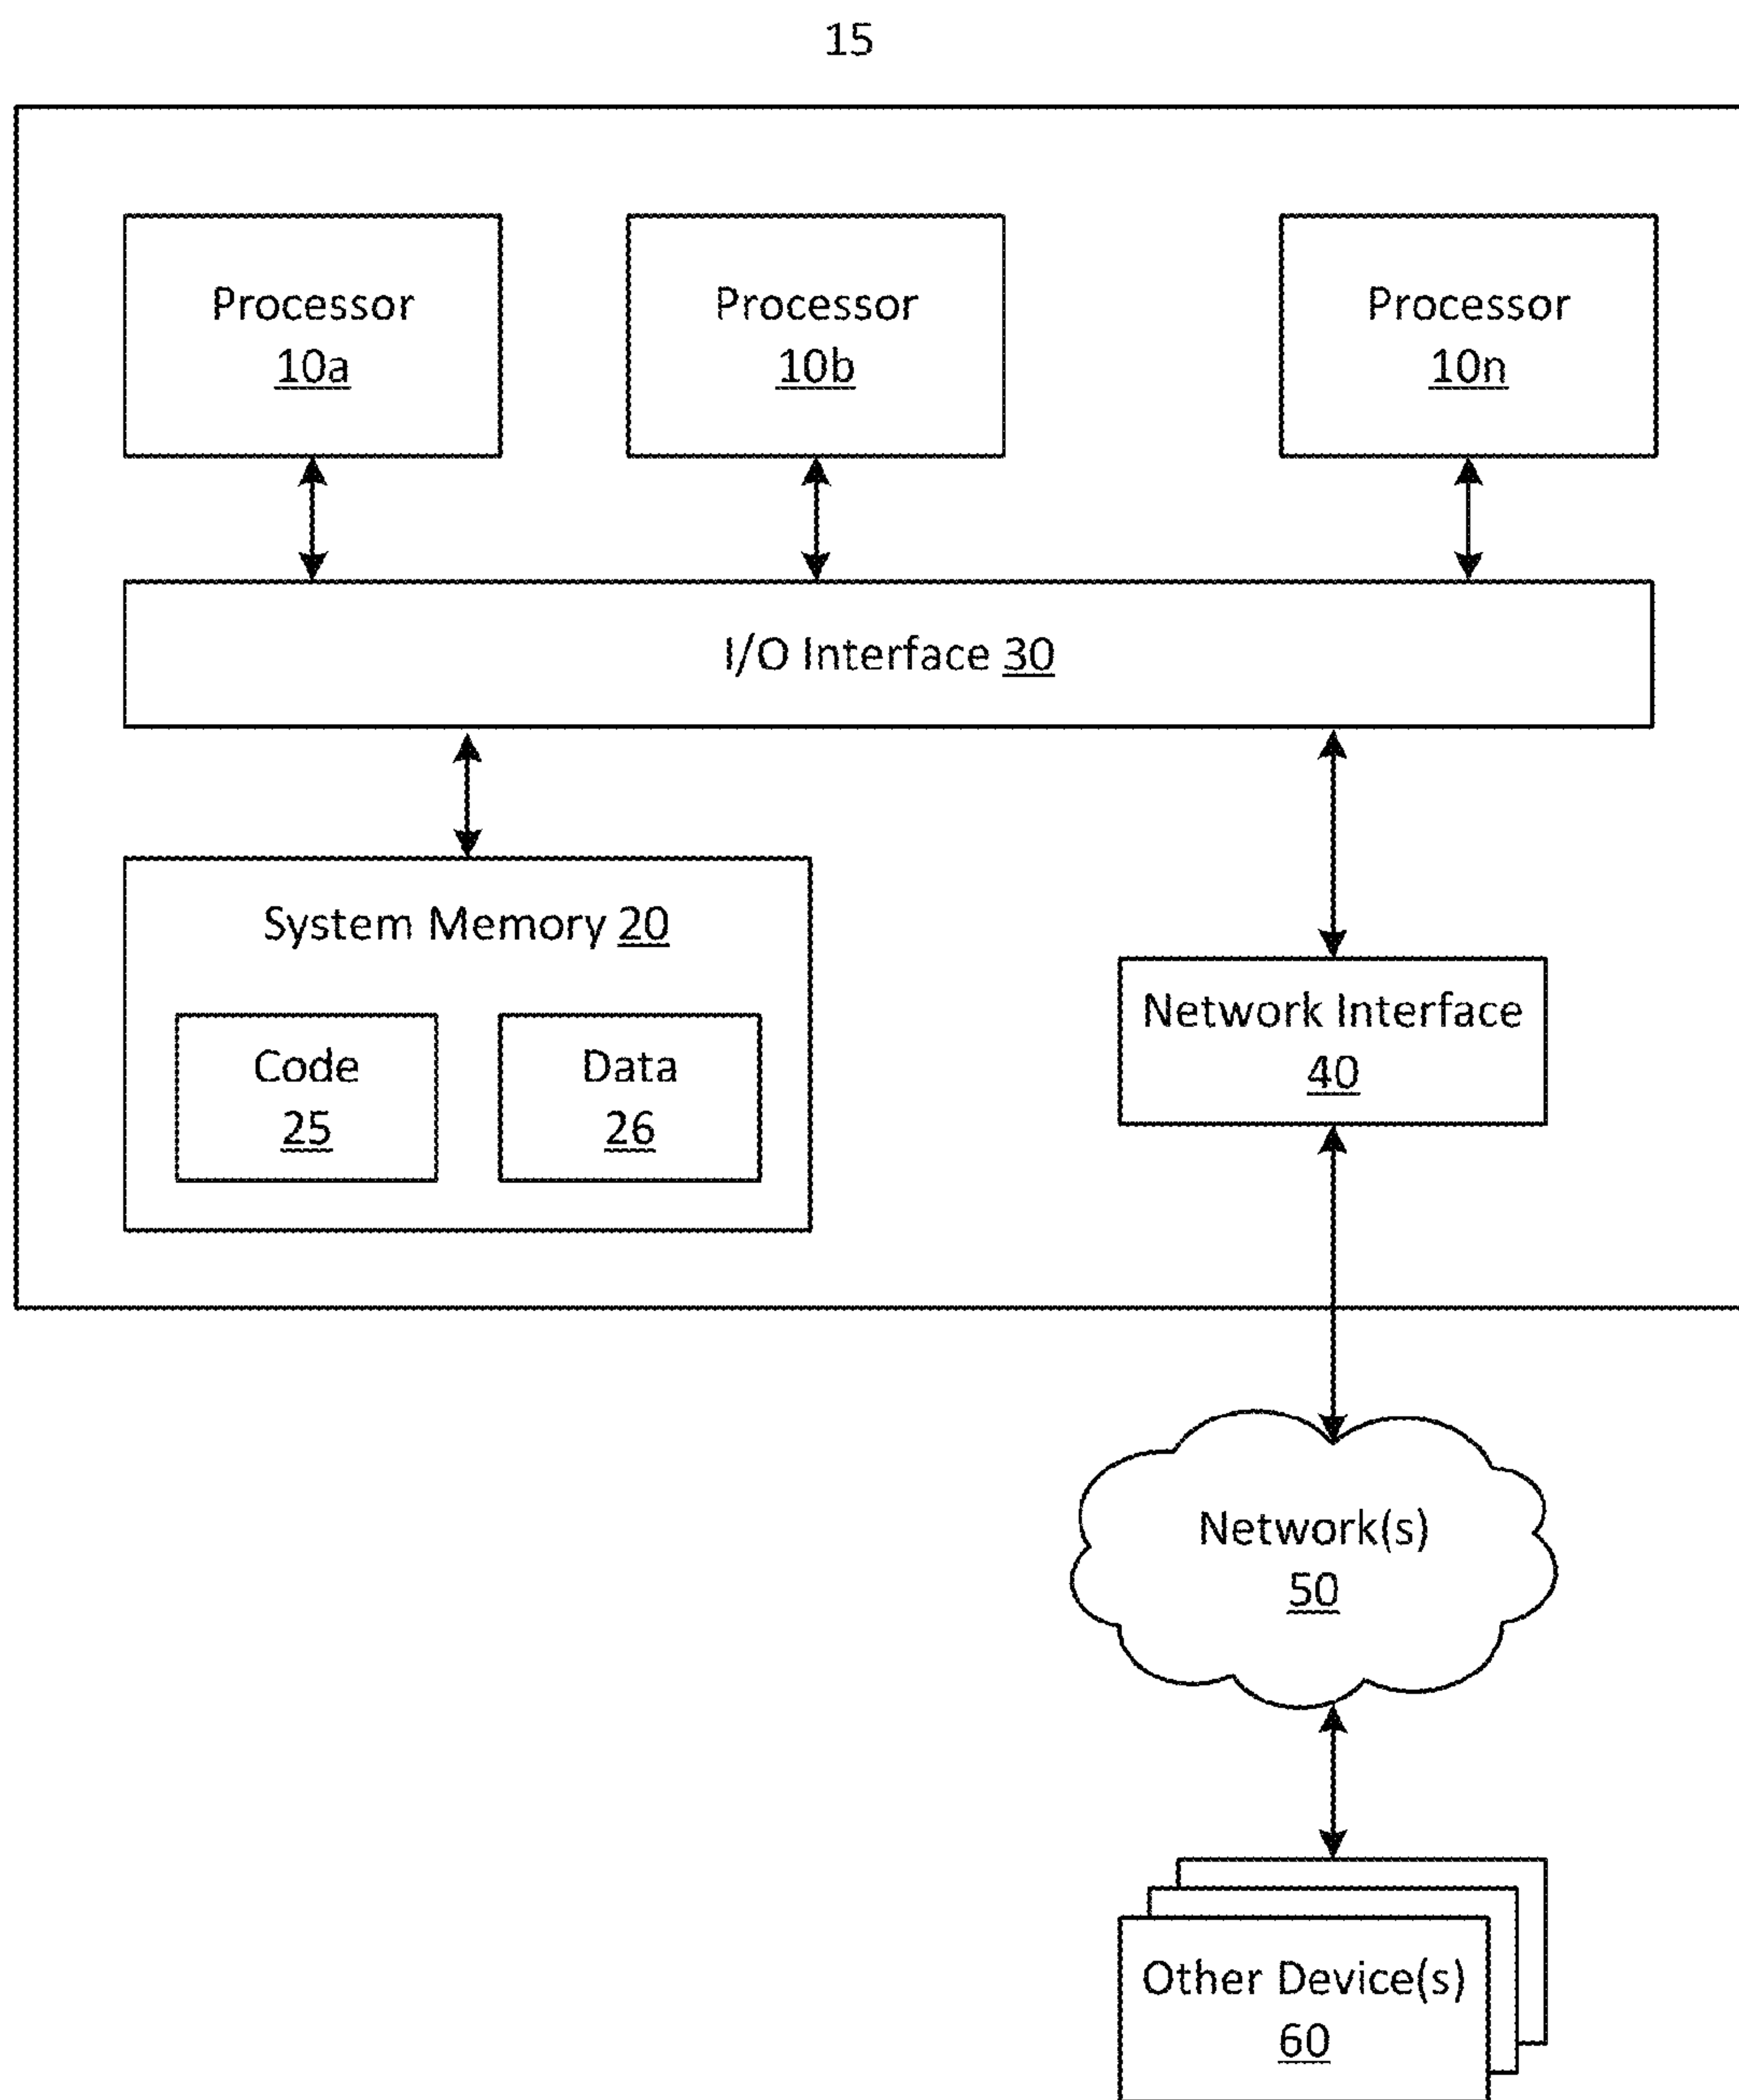 15
Processor
10a
Processor
10b
Processor
10n
I/O Interface 30
System Memory 20
Code
25
Data
26
Network Interface
40
Network(s)
50
Other Device(s)
60